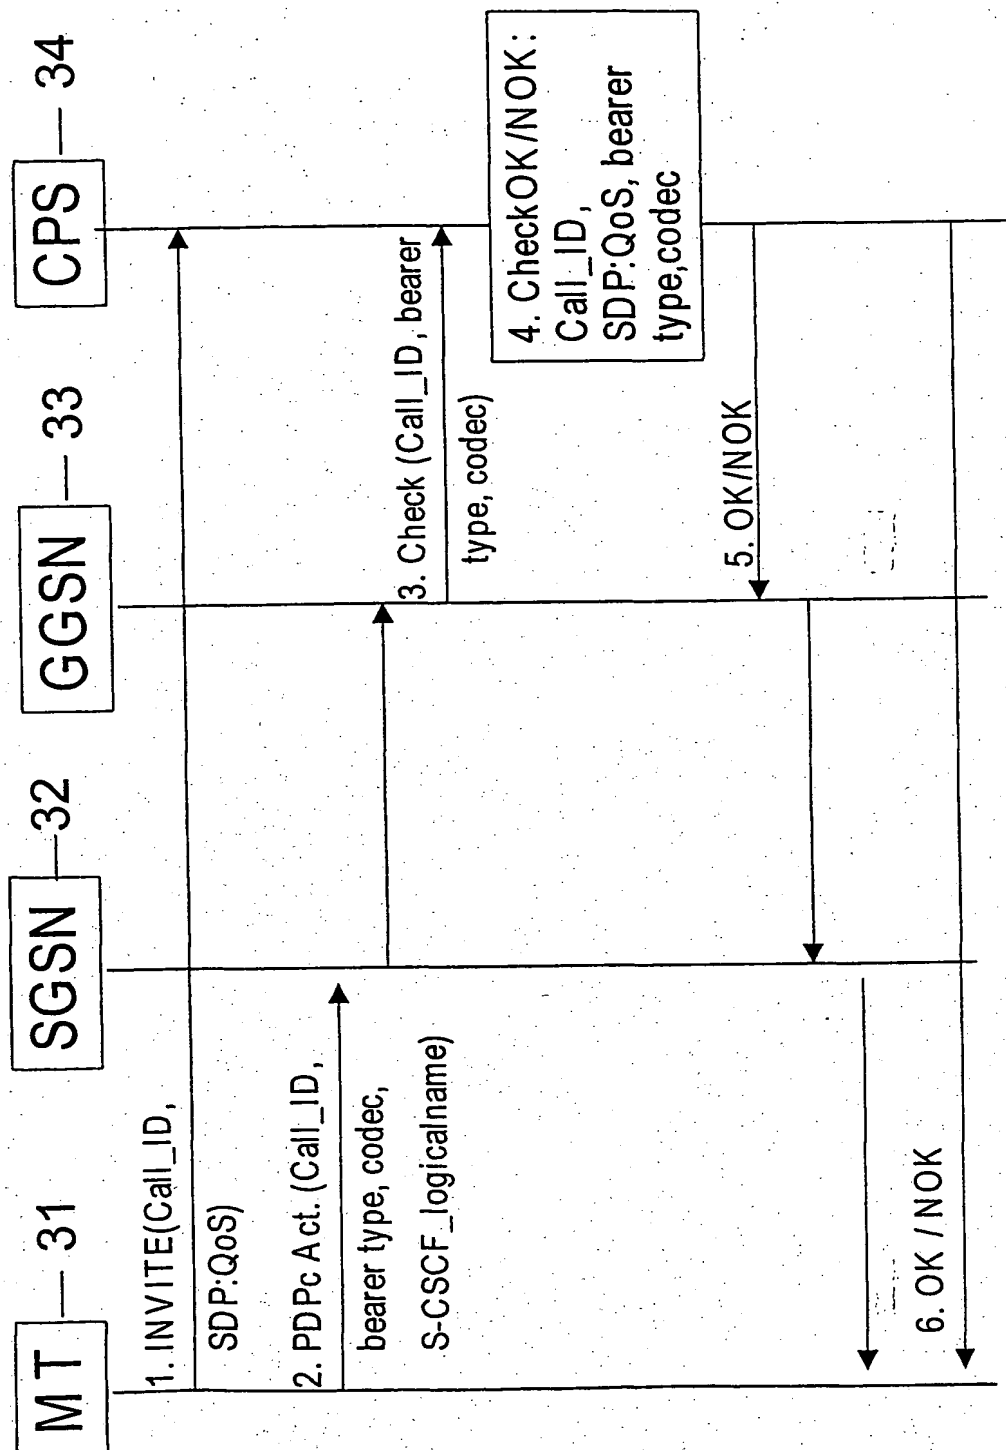 MT 31
SGSN 32
GGSN 33
CPS 34
1. INVITE(Call_ID,
SDP:QoS)
2. PDPc Act. (Call_ID,
bearer type, codec,
S-CSCF_logicalname)
3. Check (Call_ID, bearer
type, codec)
4. CheckOK/NOK:
Call_ID,
SDP:QoS, bearer
type,codec
5. OK/NOK
6. OK / NOK